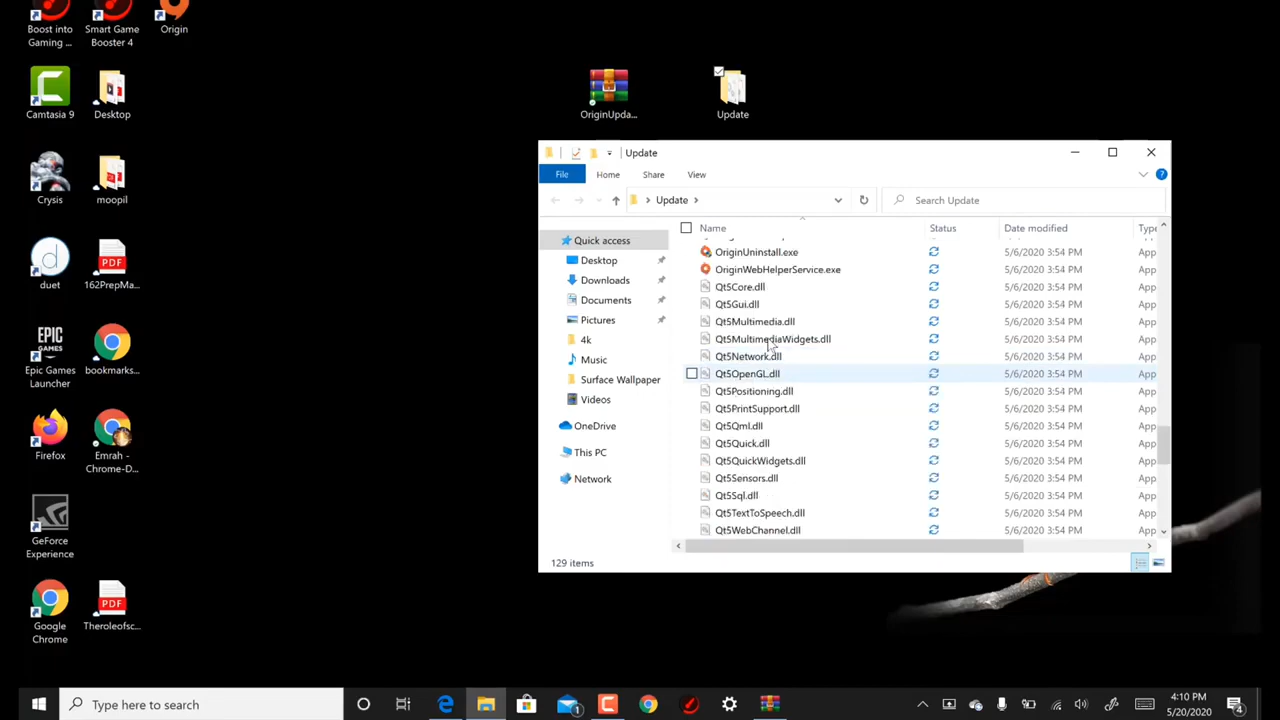 Boost into
Gaming ...
Smart Game
Booster 4
Origin
Camtasia 9
Desktop
OriginUpda...
Update
Crysis
moopil
duet
162PrepMa...
EPIC
GAMES
Epic Games
Launcher
bookmarks...
Firefox
Emrah -
Chrome-D...
GeForce
Experience
Google
Chrome
Theroleofsc...
PDF
PDF
Update
File
Home
Share
View
Update
Search Update
Name
Status
Date modified
Type
Quick access
Desktop
Downloads
Documents
Pictures
4k
Music
Surface Wallpaper
Videos
OneDrive
This PC
Network
OriginUninstall.exe 5/6/2020 3:54 PM App
OriginWebHelperService.exe 5/6/2020 3:54 PM App
Qt5Core.dll 5/6/2020 3:54 PM App
Qt5Gui.dll 5/6/2020 3:54 PM App
Qt5Multimedia.dll 5/6/2020 3:54 PM App
Qt5MultimediaWidgets.dll 5/6/2020 3:54 PM App
Qt5Network.dll 5/6/2020 3:54 PM App
Qt5OpenGL.dll 5/6/2020 3:54 PM App
Qt5Positioning.dll 5/6/2020 3:54 PM App
Qt5PrintSupport.dll 5/6/2020 3:54 PM App
Qt5Qml.dll 5/6/2020 3:54 PM App
Qt5Quick.dll 5/6/2020 3:54 PM App
Qt5QuickWidgets.dll 5/6/2020 3:54 PM App
Qt5Sensors.dll 5/6/2020 3:54 PM App
Qt5Sql.dll 5/6/2020 3:54 PM App
Qt5TextToSpeech.dll 5/6/2020 3:54 PM App
Qt5WebChannel.dll 5/6/2020 3:54 PM App
129 items
Type here to search
1
4:10 PM
5/20/2020
4